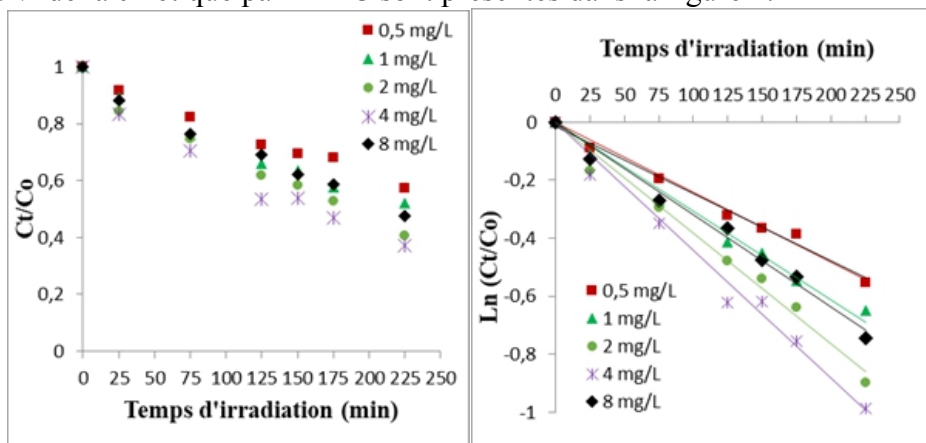 sont dans la
1
0,8
0,6
0,4
0,2
0
Ct/Co
0,5 mg/L
1 mg/L
2 mg/L
4 mg/L
8 mg/L
0 25 50 75 100 125 150 175 200 225
Temps d'irradiation (min)
Temps d'irradiation (min)
0 25 50 75 100 125 150 175 200 225 250
0
-0,2
-0,4
-0,6
-0,8
-1
Ln (Ct/Co)
0,5 mg/L
1 mg/L
2 mg/L
4 mg/L
8 mg/L